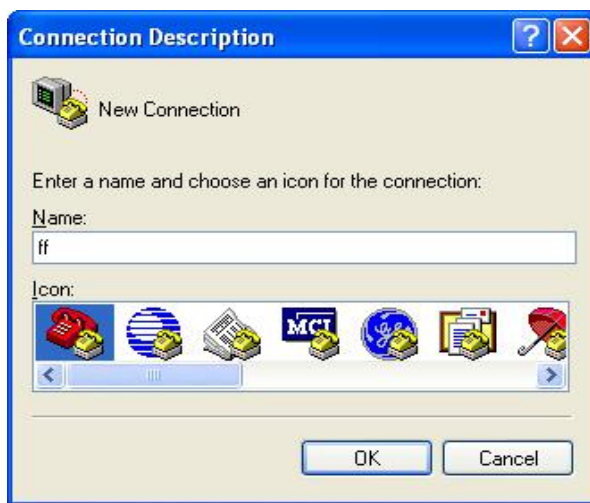 Connection Description
?
New Connection
Enter a name and choose an icon for the connection:
Name:
ff
Icon:
MCI
OK Cancel